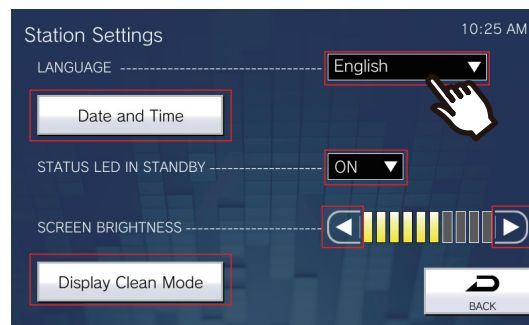 Station Settings
10:25 AM
LANGUAGE
English
Date and Time
STATUS LED IN STANDBY
ON
SCREEN BRIGHTNESS
Display Clean Mode
BACK